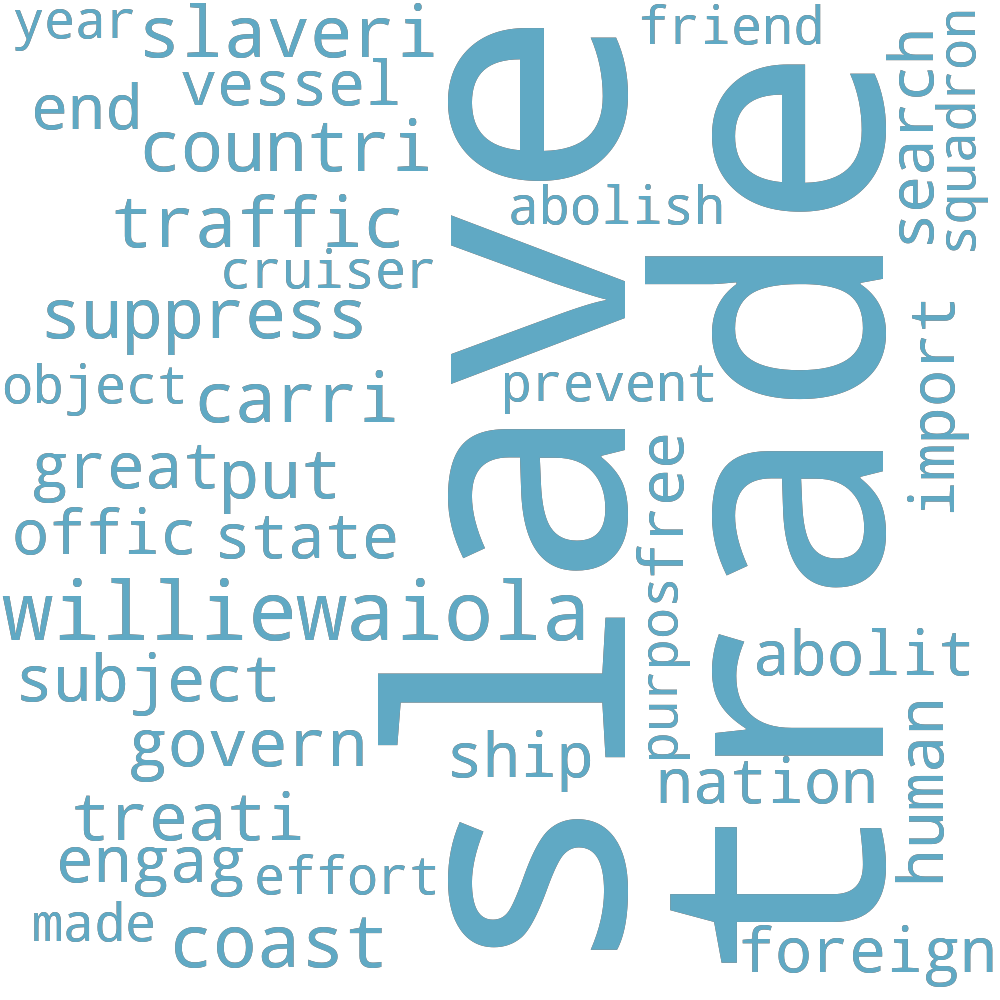 year
slaveri
friend
end
vessel
search
squadron
countri
slave
trade
traffic
abolish
cruiser
suppress
import
object
carri
prevent
great
put
free
offic
state
williewaiola
purpos
subject
abolit
govern
ship
human
nation
treati
engag
effort
made
coast
foreign